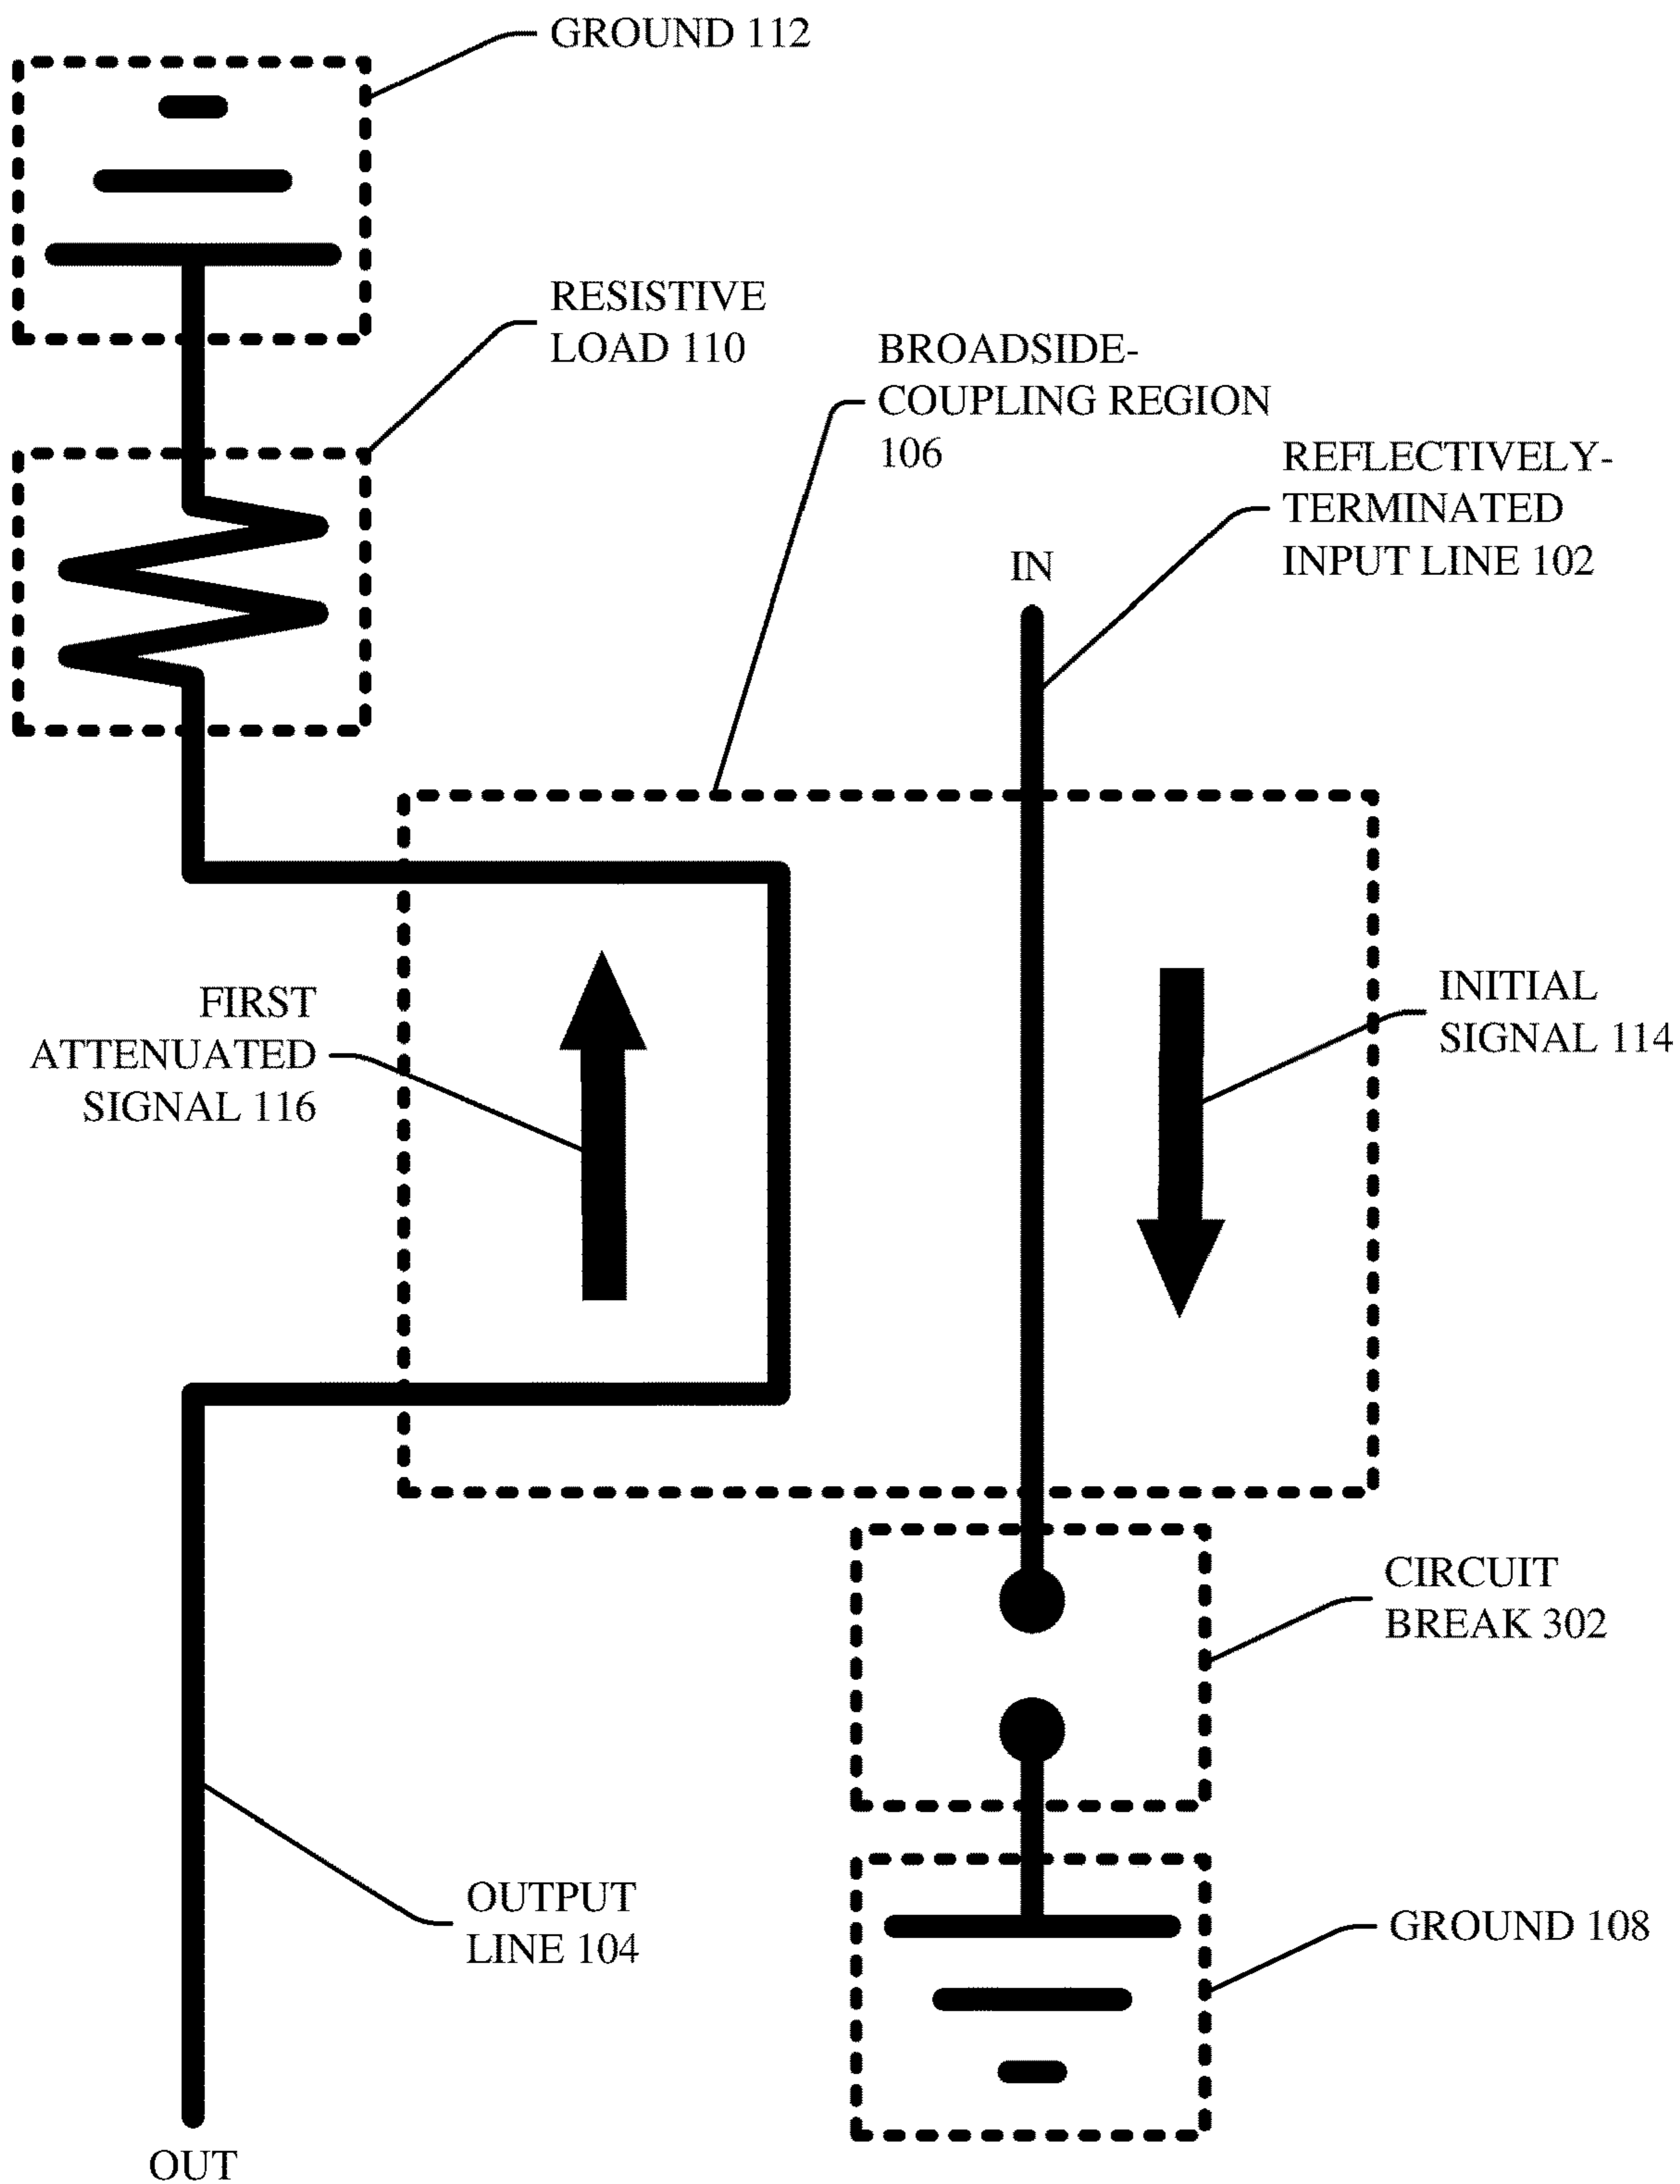 GROUND 112
RESISTIVE
LOAD 110
BROADSIDE-
COUPLING REGION
106
REFLECTIVELY-
TERMINATED
INPUT LINE 102
IN
FIRST
ATTENUATED
SIGNAL 116
INITIAL
SIGNAL 114
CIRCUIT
BREAK 302
OUTPUT
LINE 104
GROUND 108
OUT